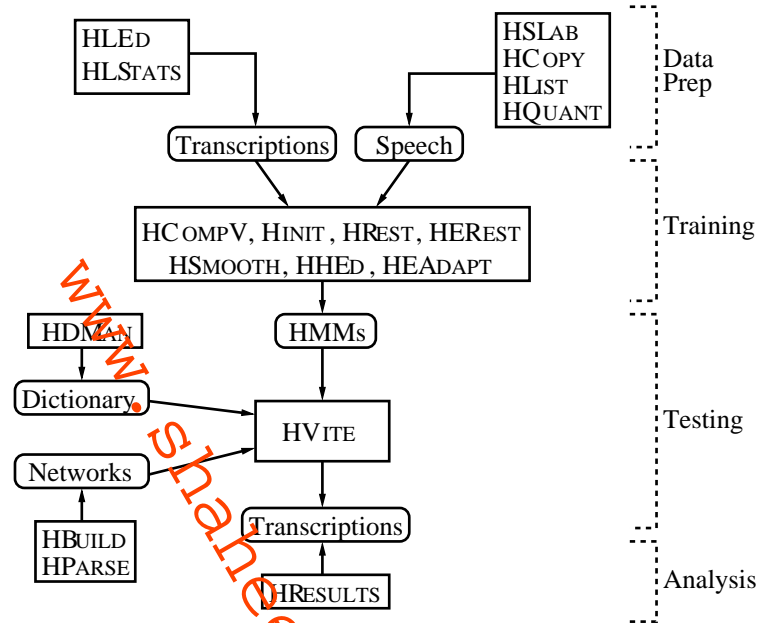 HLED
HLSTATS
HSLAB
HCOPY
HLIST
HQUANT
Data
Prep
Transcriptions
Speech
HCOMPV, HINIT, HREST, HEREST
HSMOOTH, HHED, HEADAPT
Training
HDMAN
HMMs
Dictionary
HVITE
Testing
Networks
Transcriptions
HBUILD
HPARSE
HRESULTS
Analysis
www.shahee